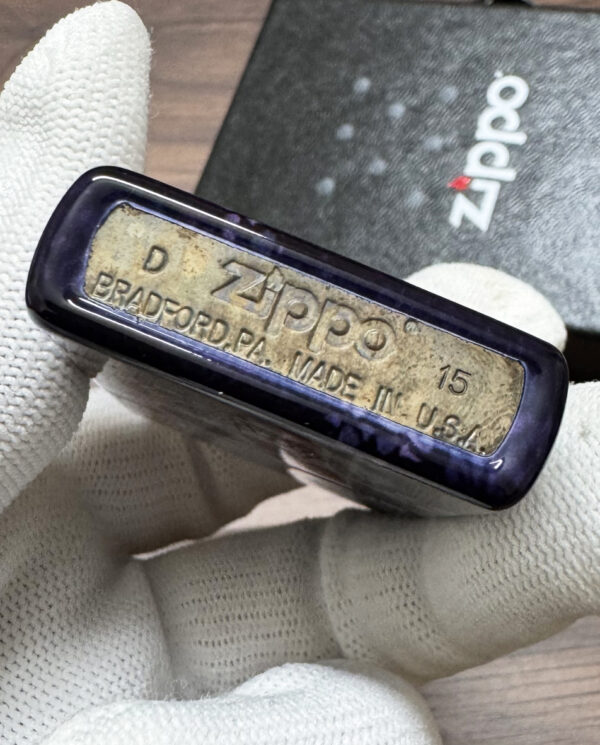 zippo
D zippo® 15
BRADFORD, PA. MADE IN U.S.A.